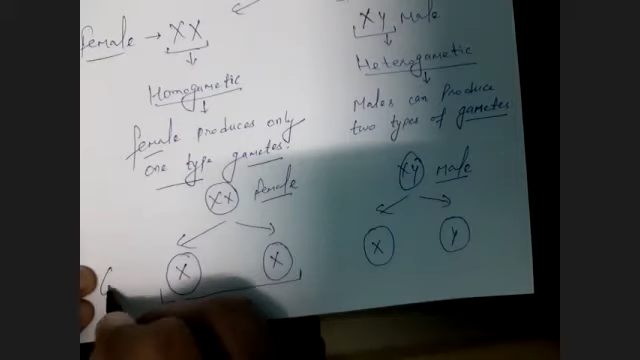 female → XX
Homogametic
female produces only
one type gametes.
XX female
X X
XY Male
Heterogametic
Males can produce
two types of gametes
XY Male
X Y